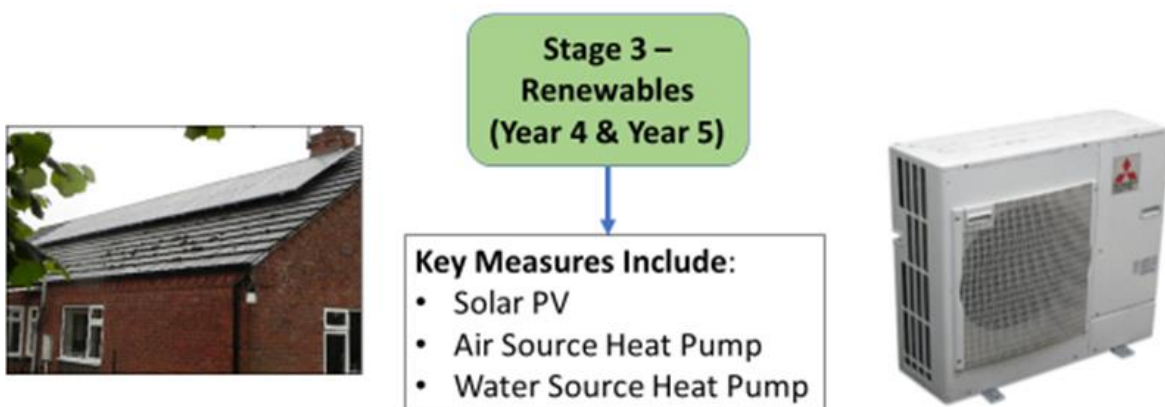 Stage 3 –
Renewables
(Year 4 & Year 5)
Key Measures Include:
• Solar PV
• Air Source Heat Pump
• Water Source Heat Pump